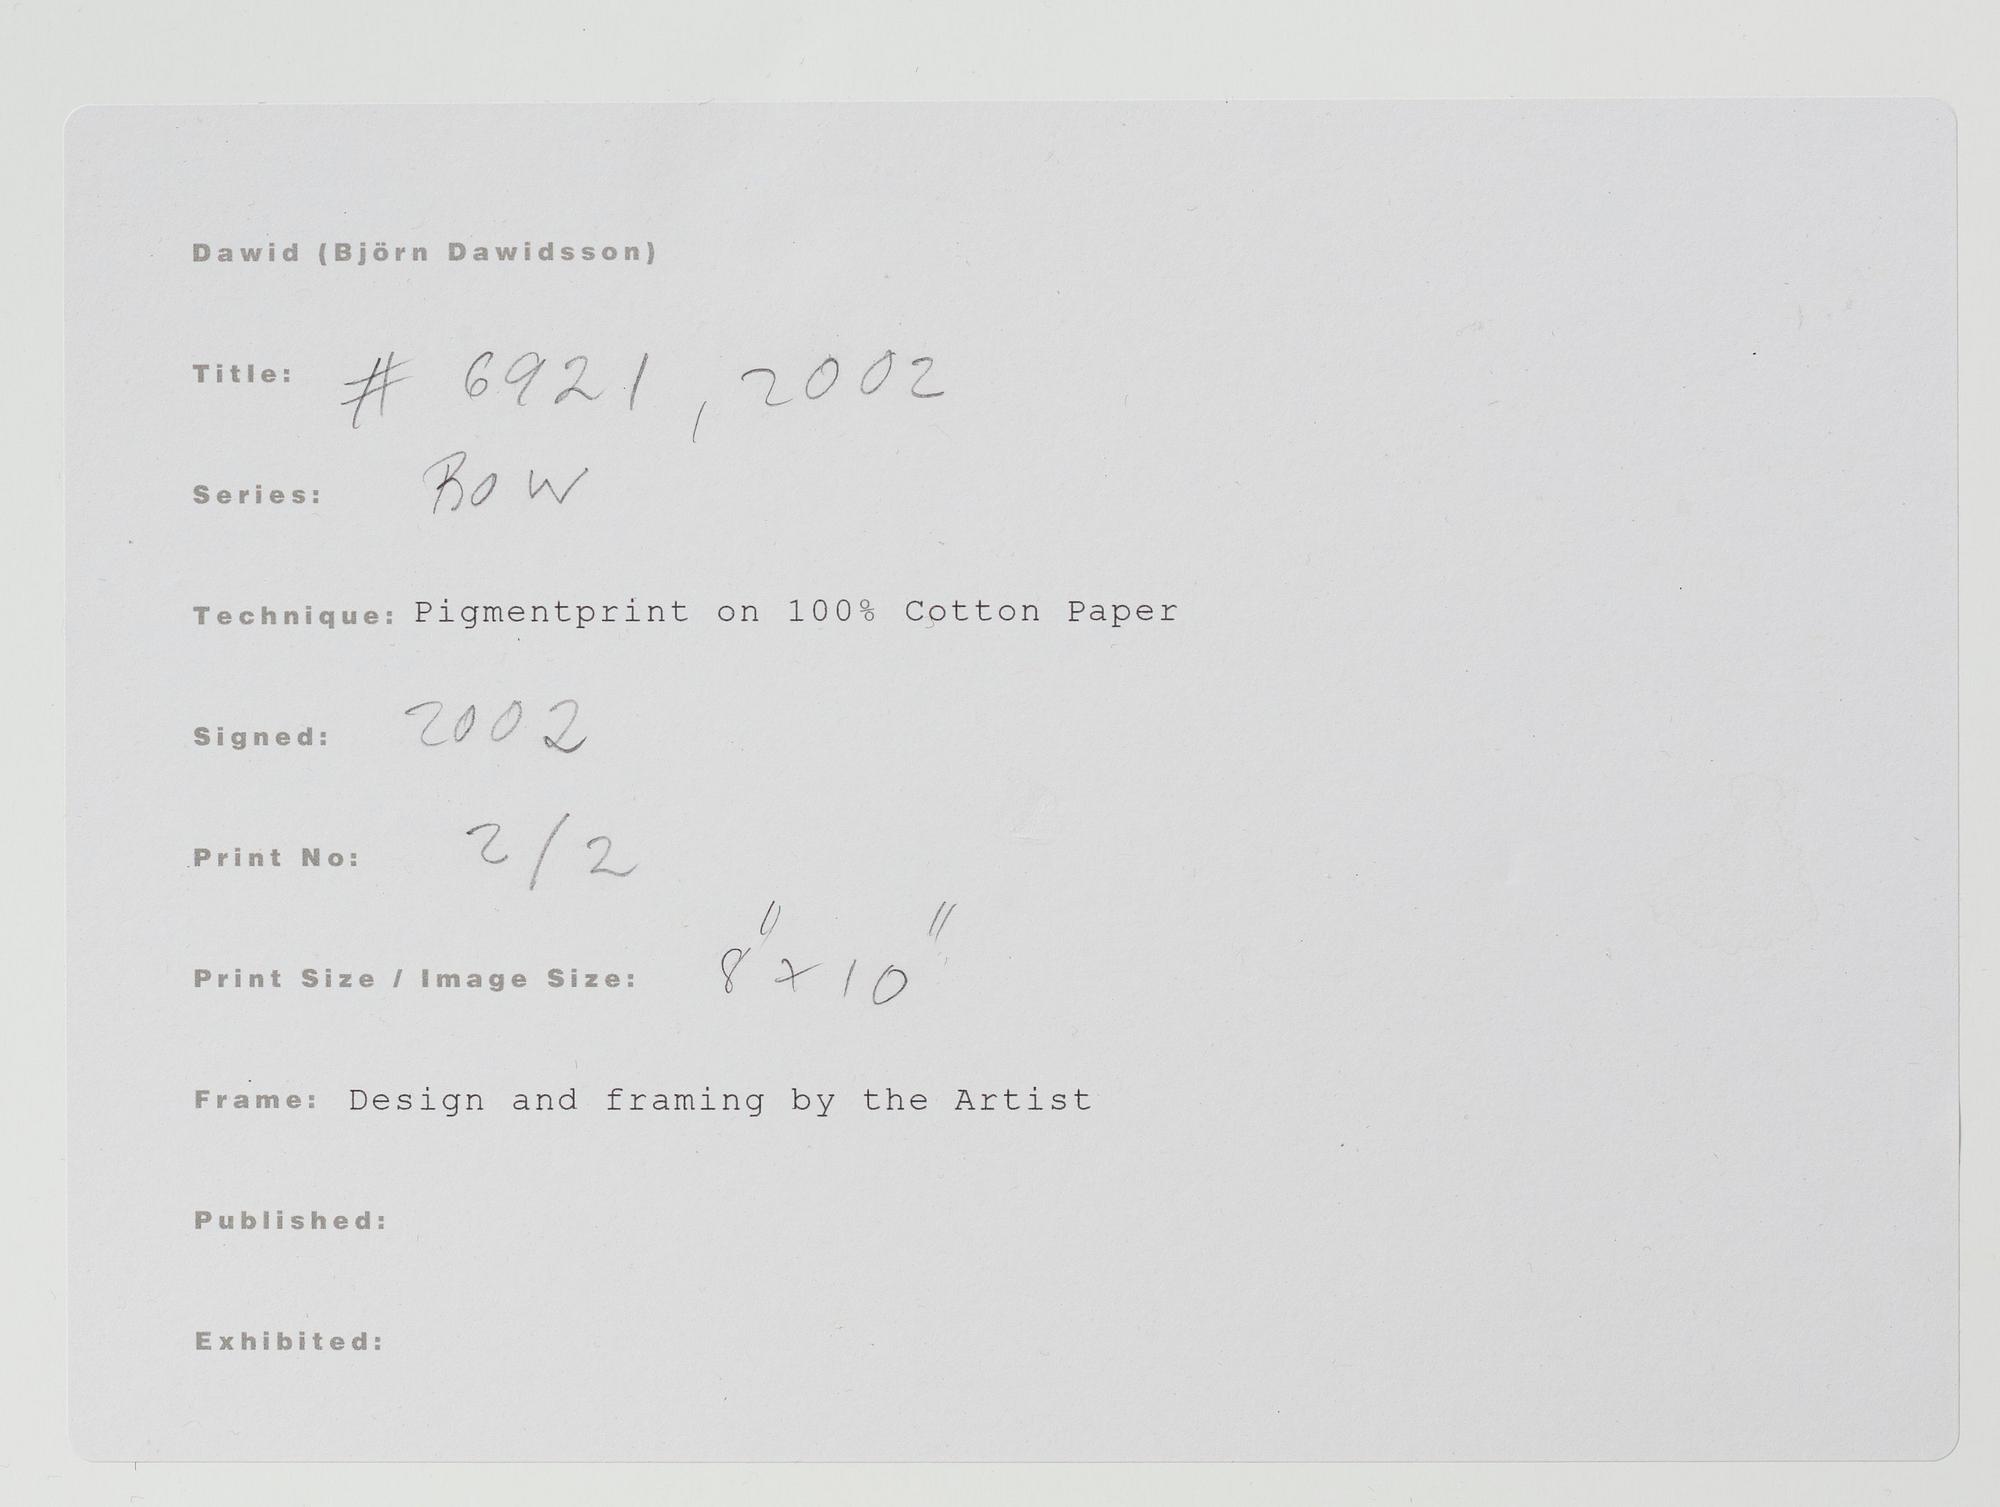 Dawid (Björn Dawidsson)
Title: # 6921, 2002
Series: BOW
Technique: Pigmentprint on 100% Cotton Paper
Signed: 2002
Print No: 2/2
Print Size / Image Size: 8" x 10"
Frame: Design and framing by the Artist
Published:
Exhibited: